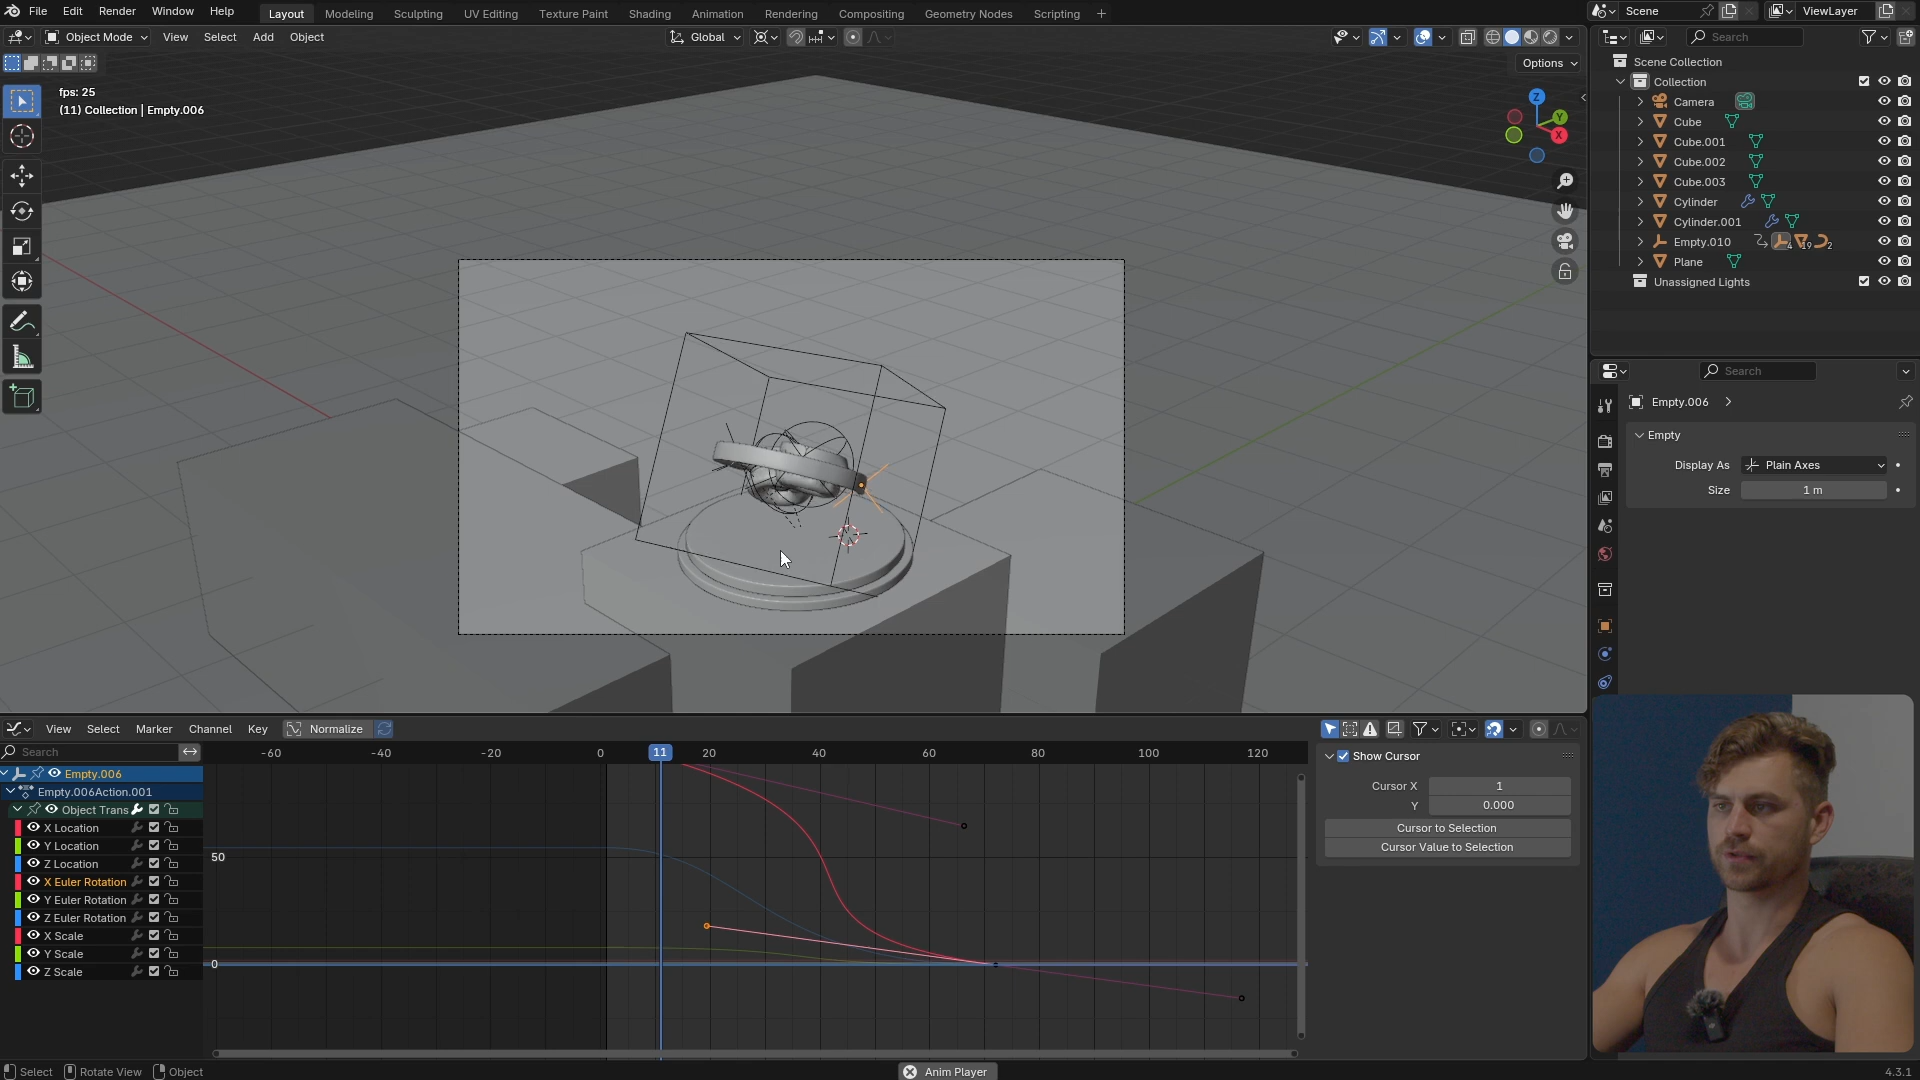 File Edit Render Window Help
Layout Modeling Sculpting UV Editing Texture Paint Shading Animation Rendering Compositing Geometry Nodes Scripting +
Scene
ViewLayer
Object Mode View Select Add Object
Global
Search
Options
fps: 25
(11) Collection | Empty.006
Z
Y
X
Scene Collection
Collection
Camera
Cube
Cube.001
Cube.002
Cube.003
Cylinder
Cylinder.001
Empty.010 4 19 2
Plane
Unassigned Lights
Search
Empty.006
Empty
Display As Plain Axes
Size 1 m
View Select Marker Channel Key Normalize
Search
-60 -40 -20 0 11 20 40 60 80 100 120
Empty.006
Empty.006Action.001
Object Trans
X Location
Y Location
Z Location
X Euler Rotation
Y Euler Rotation
Z Euler Rotation
X Scale
Y Scale
Z Scale
50
0
Show Cursor
Cursor X 1
Y 0.000
Cursor to Selection
Cursor Value to Selection
Select Rotate View Object
Anim Player
4.3.1